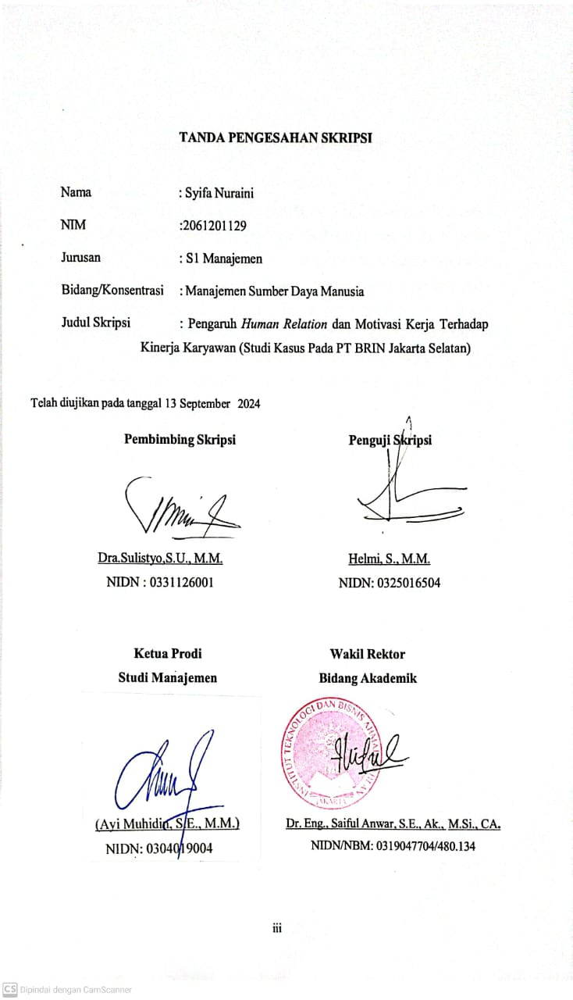 TANDA PENGESAHAN SKRIPSI
Nama : Syifa Nuraini
NIM :2061201129
Jurusan : S1 Manajemen
Bidang/Konsentrasi : Manajemen Sumber Daya Manusia
Judul Skripsi : Pengaruh Human Relation dan Motivasi Kerja Terhadap
Kinerja Karyawan (Studi Kasus Pada PT BRIN Jakarta Selatan)
Telah diujikan pada tanggal 13 September 2024
Pembimbing Skripsi Penguji Skripsi
Dra.Sulistyo,S.U., M.M. Helmi, S., M.M.
NIDN : 0331126001 NIDN: 0325016504
Ketua Prodi Wakil Rektor
Studi Manajemen Bidang Akademik
INSTITUT TEKNOLOGI DAN BISNIS AHMAD
JAKARTA
(Ayi Muhidin, S.E., M.M.) Dr. Eng., Saiful Anwar, S.E., Ak., M.Si., CA.
NIDN: 0304019004 NIDN/NBM: 0319047704/480.134
iii
CS Dipindai dengan CamScanner